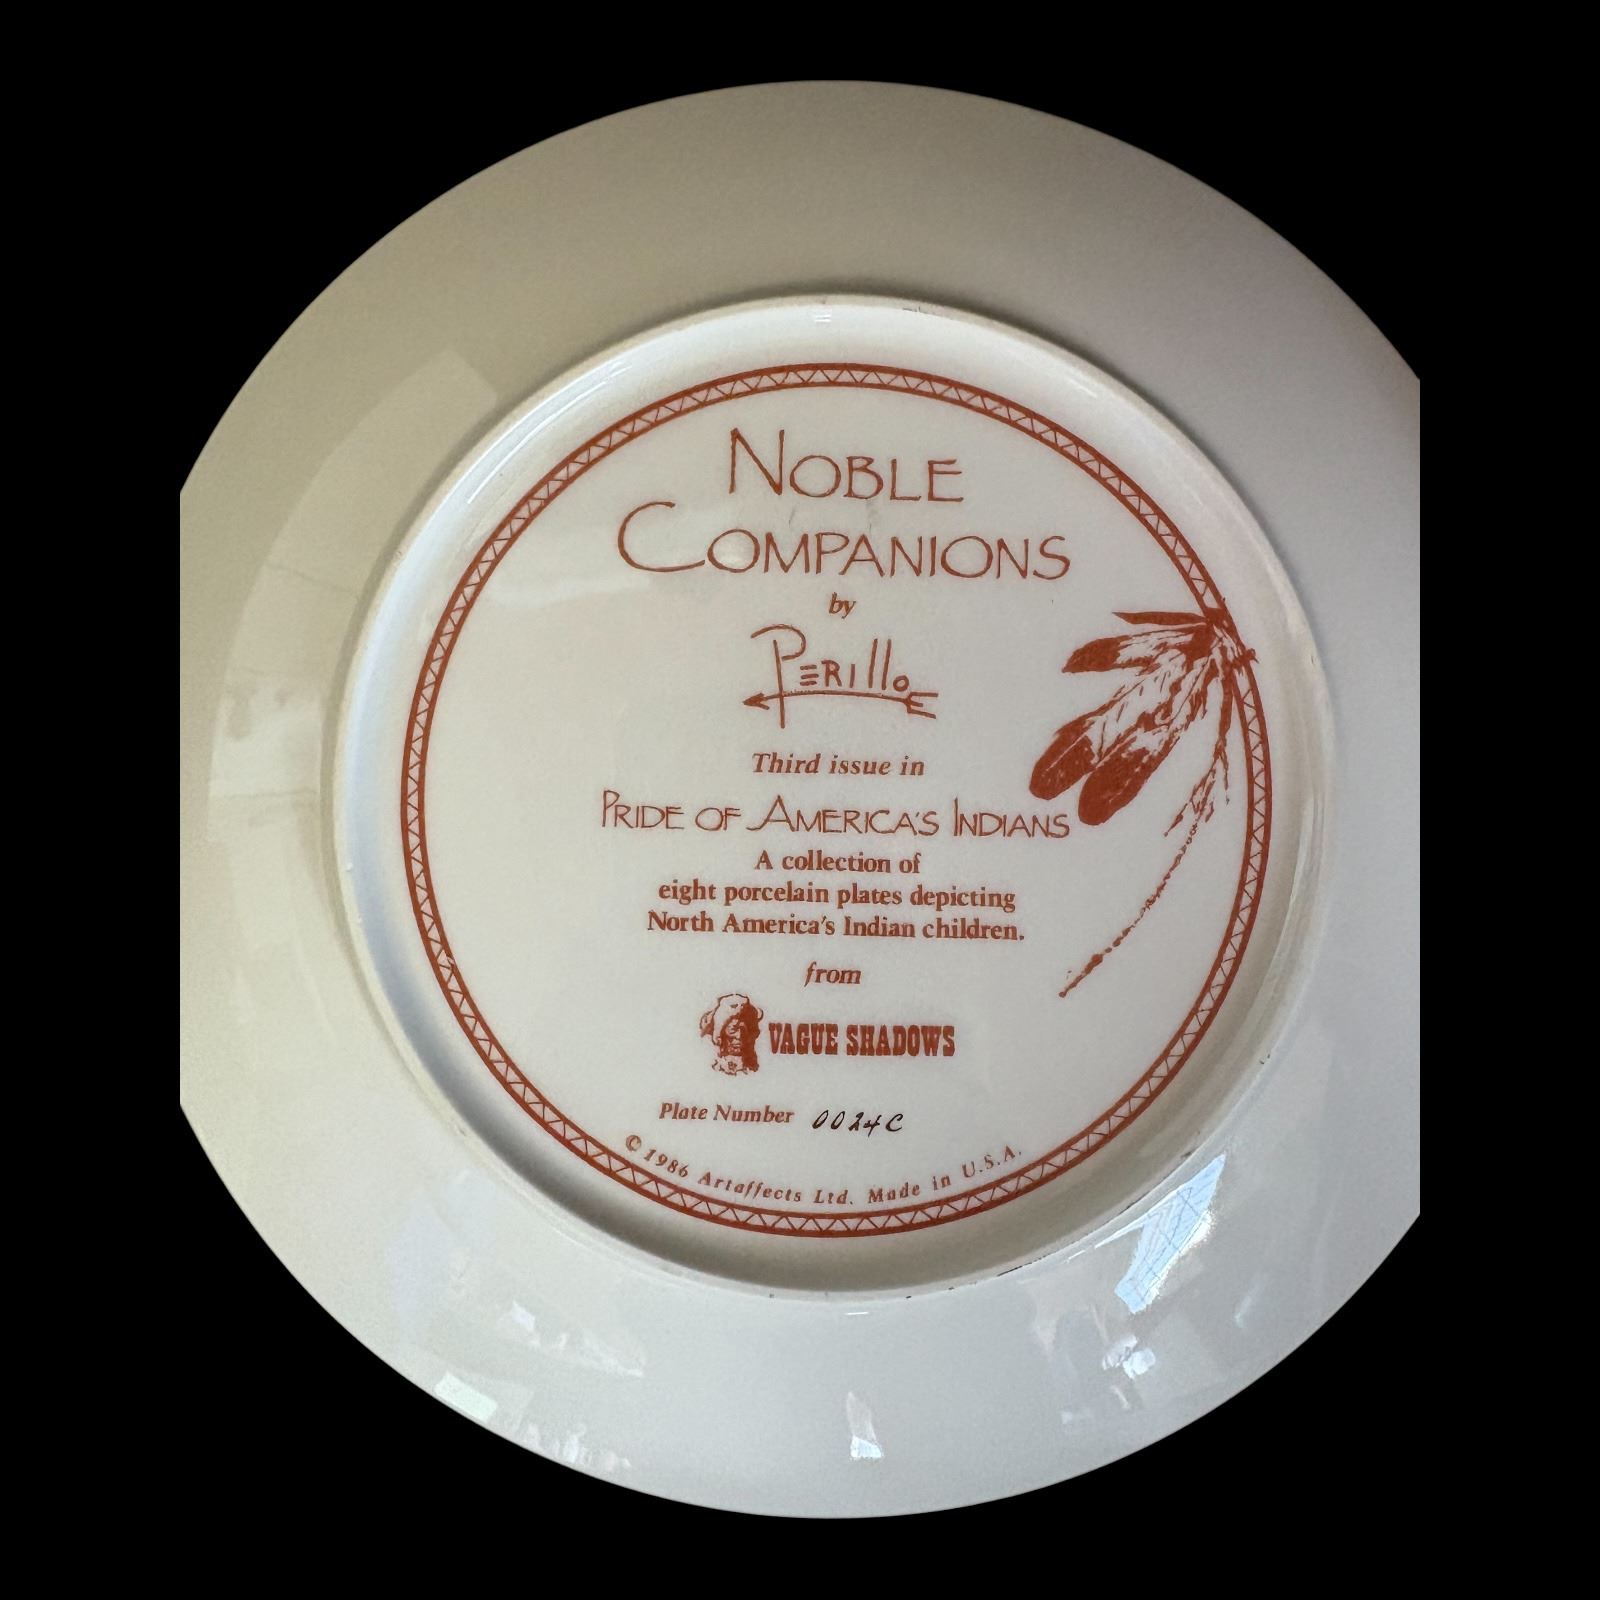 NOBLE
COMPANIONS
by
PERILLO
Third issue in
PRIDE OF AMERICA'S INDIANS
A collection of
eight porcelain plates depicting
North America's Indian children.
from
VAGUE SHADOWS
Plate Number 0024C
© 1986 Artaffects Ltd. Made in U.S.A.